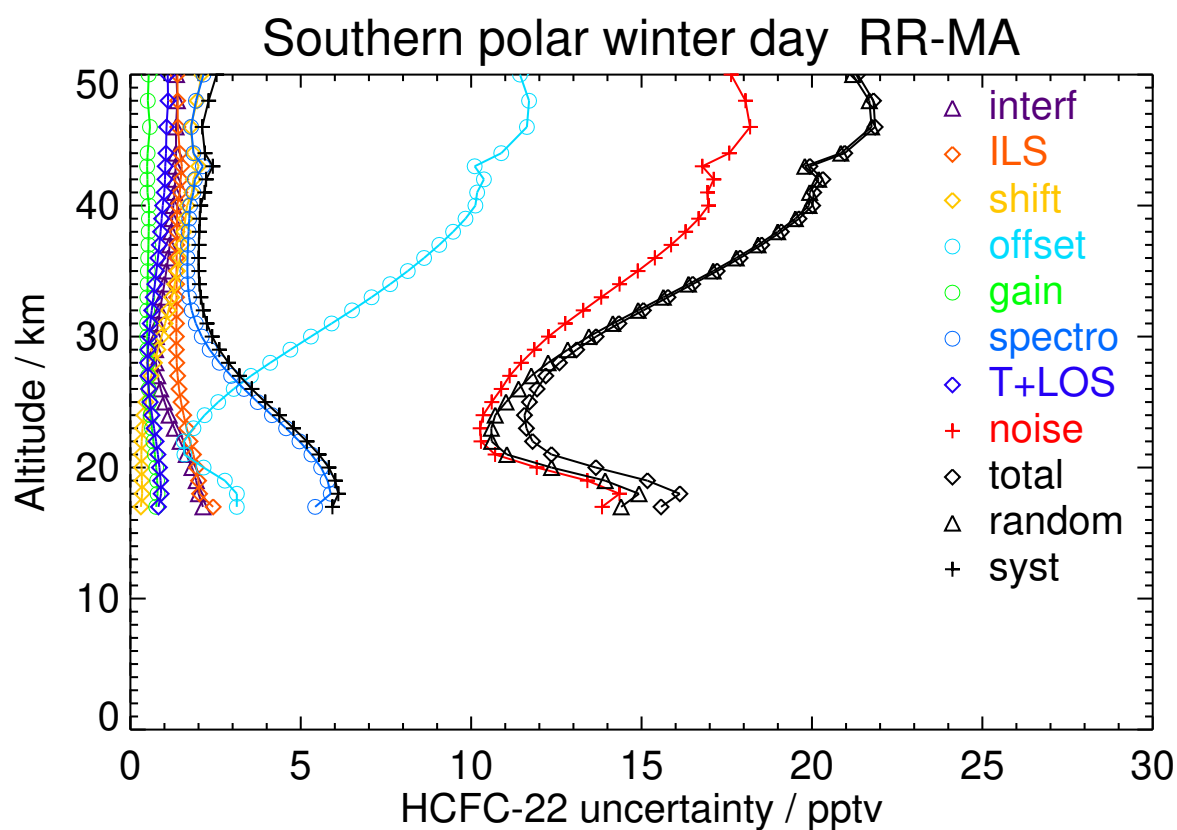 Southern polar winter day RR-MA
50
40
30
20
10
0
Altitude / km
interf
ILS
shift
offset
gain
spectro
T+LOS
noise
total
random
syst
0 5 10 15 20 25 30
HCFC-22 uncertainty / pptv